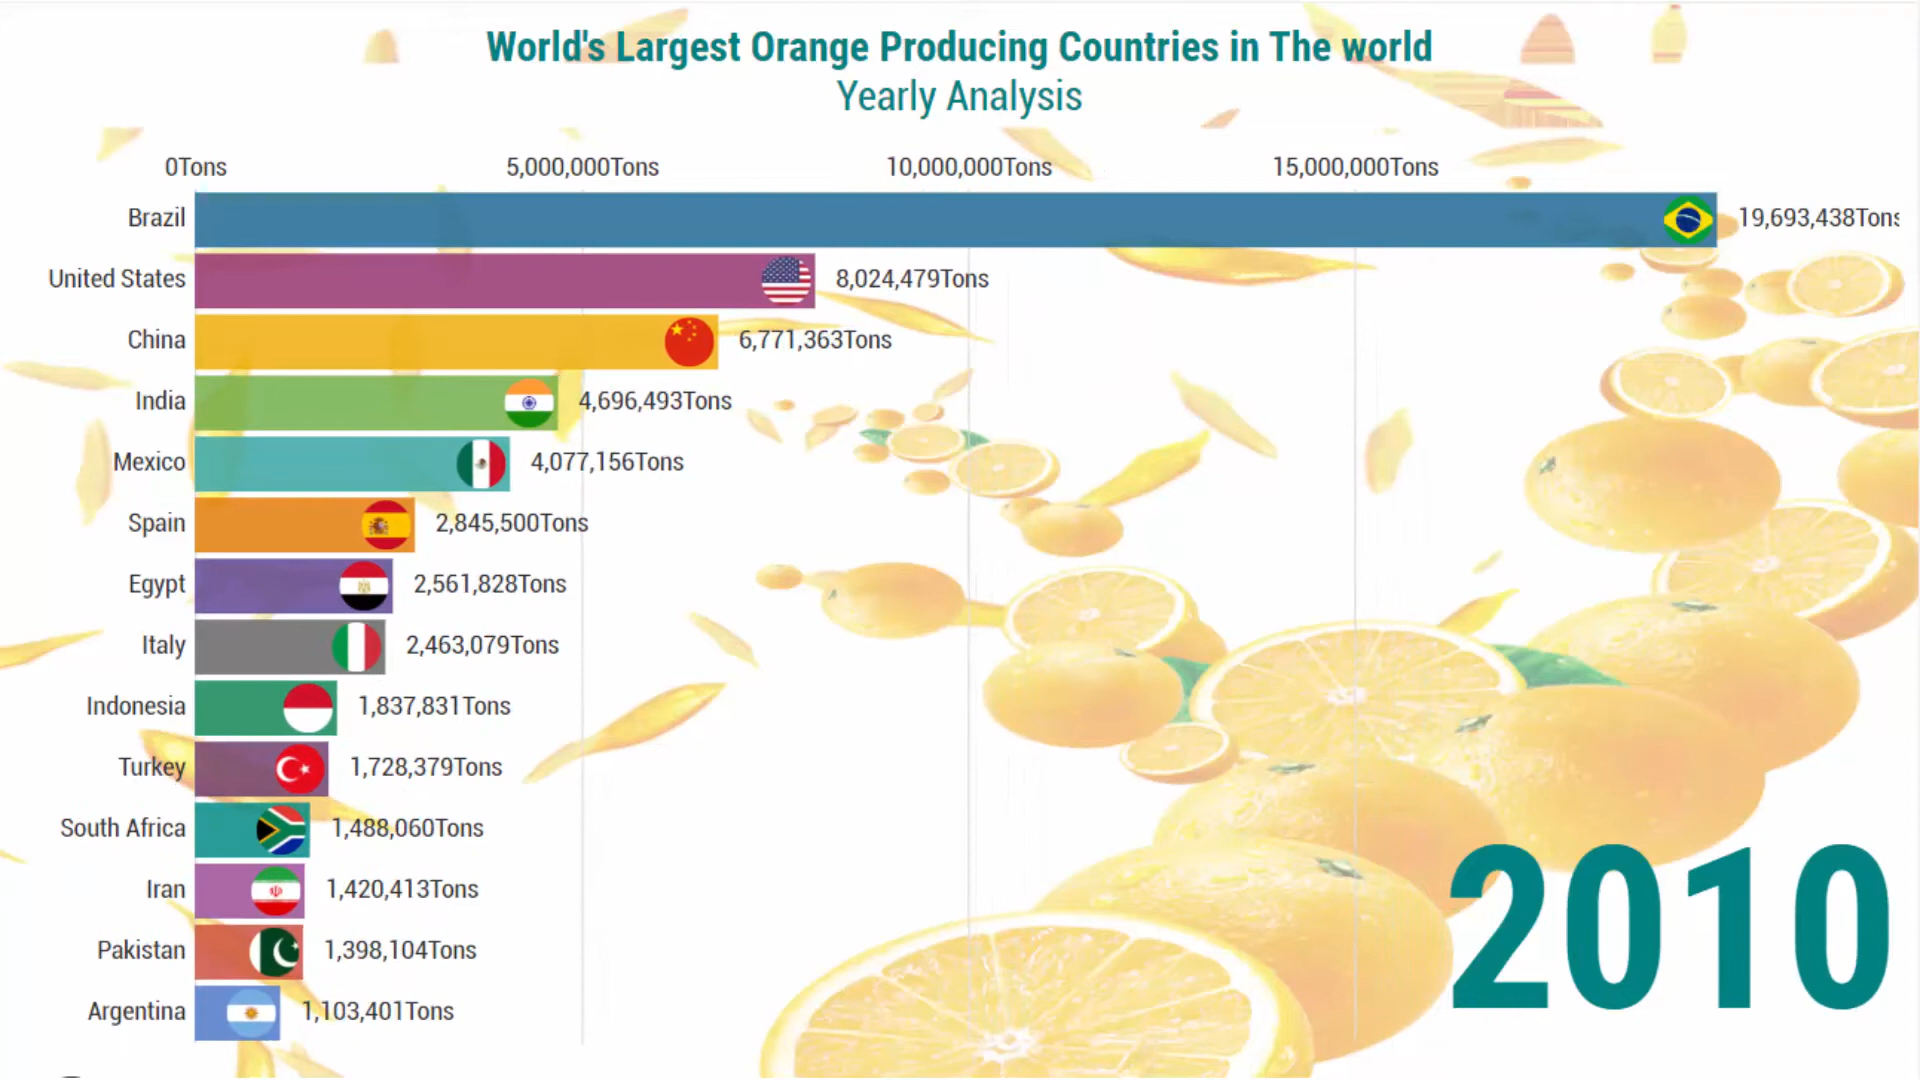 World's Largest Orange Producing Countries in The world
Yearly Analysis
0Tons 5,000,000Tons 10,000,000Tons 15,000,000Tons
Brazil 19,693,438Tons
United States 8,024,479Tons
China 6,771,363Tons
India 4,696,493Tons
Mexico 4,077,156Tons
Spain 2,845,500Tons
Egypt 2,561,828Tons
Italy 2,463,079Tons
Indonesia 1,837,831Tons
Turkey 1,728,379Tons
South Africa 1,488,060Tons
Iran 1,420,413Tons
Pakistan 1,398,104Tons
Argentina 1,103,401Tons
2010